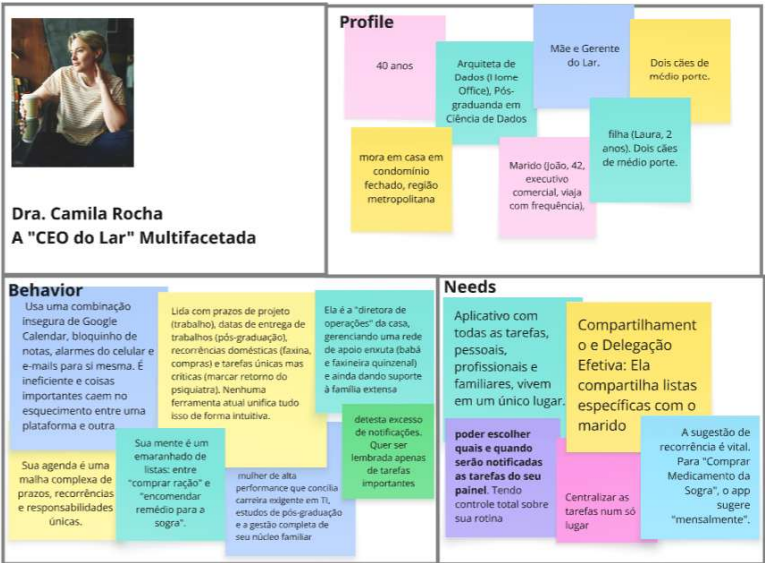 Dra. Camila Rocha
A "CEO do Lar" Multifacetada
Profile
40 anos
Arquiteta de
Dados (Home
Office), Pós-
graduanda em
Ciência de Dados
Mãe e Gerente
do Lar.
Dois cães de
médio porte.
mora em casa em
condomínio
fechado, região
metropolitana
Marido (João, 42,
executivo
comercial, viaja
com frequência),
filha (Laura, 2
anos). Dois cães
de médio porte.
Behavior
Usa uma combinação
insegura de Google
Calendar, bloquinho de
notas, alarmes do celular e
e-mails para si mesma. É
ineficiente e coisas
importantes caem no
esquecimento entre uma
plataforma e outra
Lida com prazos de projeto
(trabalho), datas de entrega de
trabalhos (pós-graduação),
recorrências domésticas (faxina,
compras) e tarefas únicas mas
críticas (marcar retorno do
psiquiatra), Nenhuma
ferramenta atual unifica tudo
isso de forma intuitiva.
Ela é a "diretora de
operações" da casa,
gerenciando uma rede
de apoio enxuta (babá
e faxineira quinzenal)
e ainda dando suporte
à família extensa
Sua agenda é uma
malha complexa de
prazos, recorrências
e responsabilidades
únicas.
Sua mente é um
emaranhado de
listas: entre
"comprar ração" e
"encomendar
remédio para a
sogra".
mulher de alta
performance que concilia
carreira exigente em TI,
estudos de pós-graduação
e a gestão completa de
seu núcleo familiar
detesta excesso
de notificações.
Quer ser
lembrada apenas
de tarefas
importantes
Needs
Aplicativo com
todas as tarefas,
pessoais,
profissionais e
familiares, vivem
em um único lugar.
Compartilhament
o e Delegação
Efetiva: Ela
compartilha listas
específicas com o
marido
poder escolher
quais e quando
serão notificadas
as tarefas do seu
painel. Tendo
controle total sobre
sua rotina
Centralizar as
tarefas num só
lugar
A sugestão de
recorrência é vital.
Para "Comprar
Medicamento da
Sogra", o app
sugere
"mensalmente".